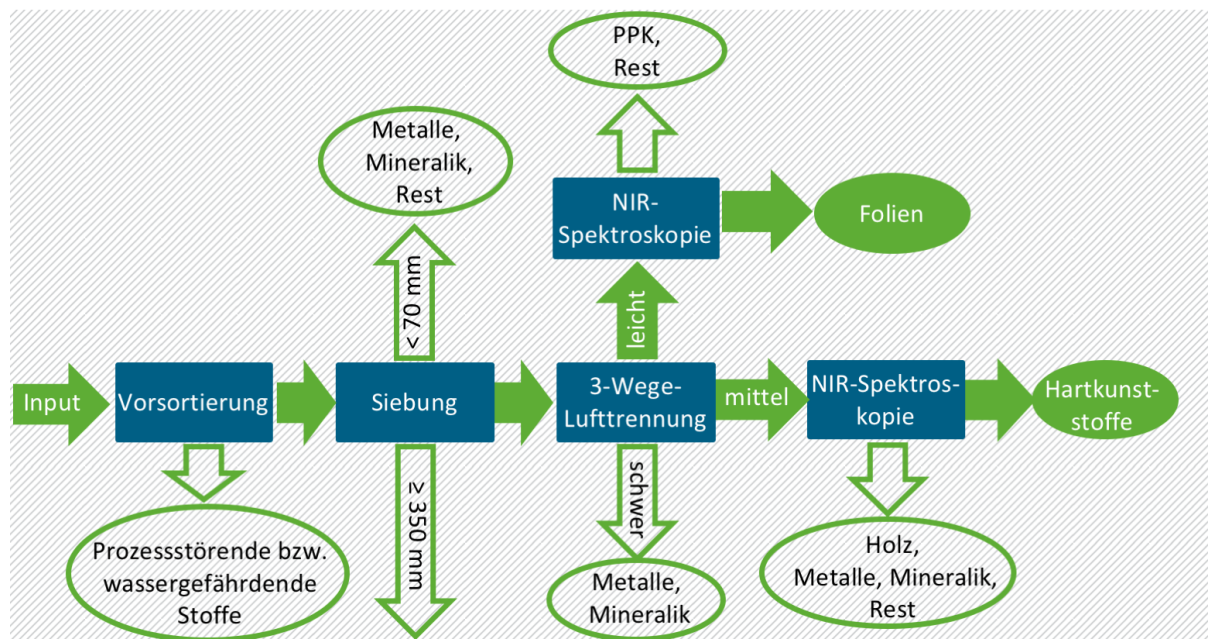 PPK,
Rest
Metalle,
Mineralik,
Rest
NIR-
Spektroskopie
Folien
< 70 mm
leicht
Input
Vorsortierung
Siebung
3-Wege-
Lufttrennung
mittel
NIR-Spektros-
kopie
Hartkunst-
stoffe
≥ 350 mm
schwer
Prozessstörende bzw.
wassergefährdende
Stoffe
Metalle,
Mineralik
Holz,
Metalle, Mineralik,
Rest